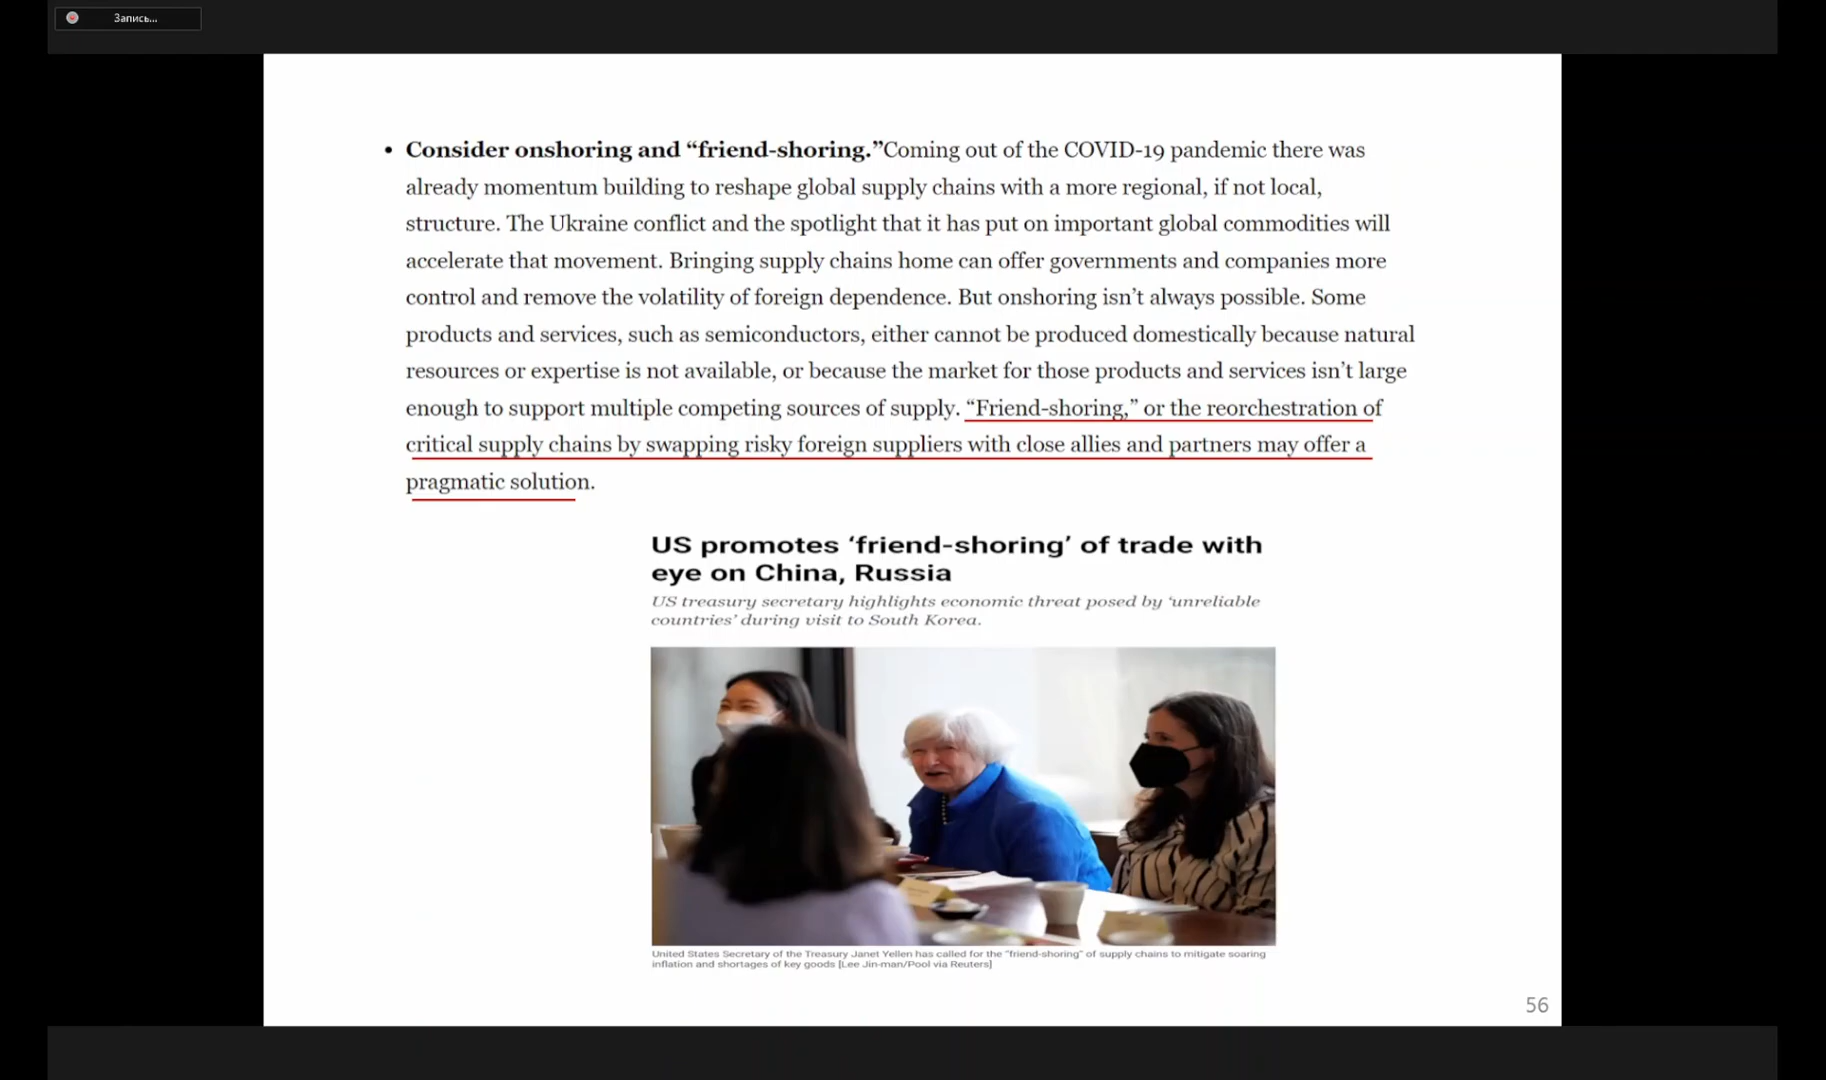 Запись...
• Consider onshoring and “friend-shoring.”Coming out of the COVID-19 pandemic there was
already momentum building to reshape global supply chains with a more regional, if not local,
structure. The Ukraine conflict and the spotlight that it has put on important global commodities will
accelerate that movement. Bringing supply chains home can offer governments and companies more
control and remove the volatility of foreign dependence. But onshoring isn’t always possible. Some
products and services, such as semiconductors, either cannot be produced domestically because natural
resources or expertise is not available, or because the market for those products and services isn’t large
enough to support multiple competing sources of supply. “Friend-shoring,” or the reorchestration of
critical supply chains by swapping risky foreign suppliers with close allies and partners may offer a
pragmatic solution.
US promotes ‘friend-shoring’ of trade with
eye on China, Russia
US treasury secretary highlights economic threat posed by ‘unreliable
countries’ during visit to South Korea.
United States Secretary of the Treasury Janet Yellen has called for the “friend-shoring” of supply chains to mitigate soaring
inflation and shortages of key goods [Lee Jin-man/Pool via Reuters]
56